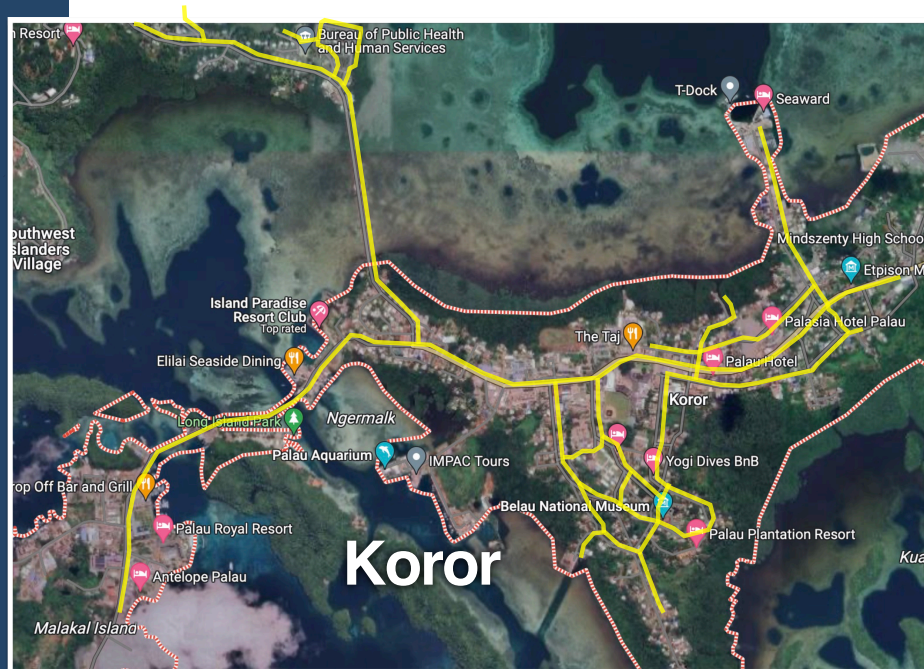 n Resort
Bureau of Public Health
and Human Services
T-Dock
Seaward
outhwest
slanders
Village
Mindszenty High Schoo
Etpison M
Island Paradise
Resort Club
Top rated
Palasia Hotel Palau
The Taj
Elilai Seaside Dining
Palau Hotel
Koror
Long Island Park
Ngermalk
Palau Aquarium
IMPAC Tours
Yogi Dives BnB
rop Off Bar and Grill
Belau National Museum
Palau Royal Resort
Palau Plantation Resort
Koror
Kua
Antelope Palau
Malakal Island